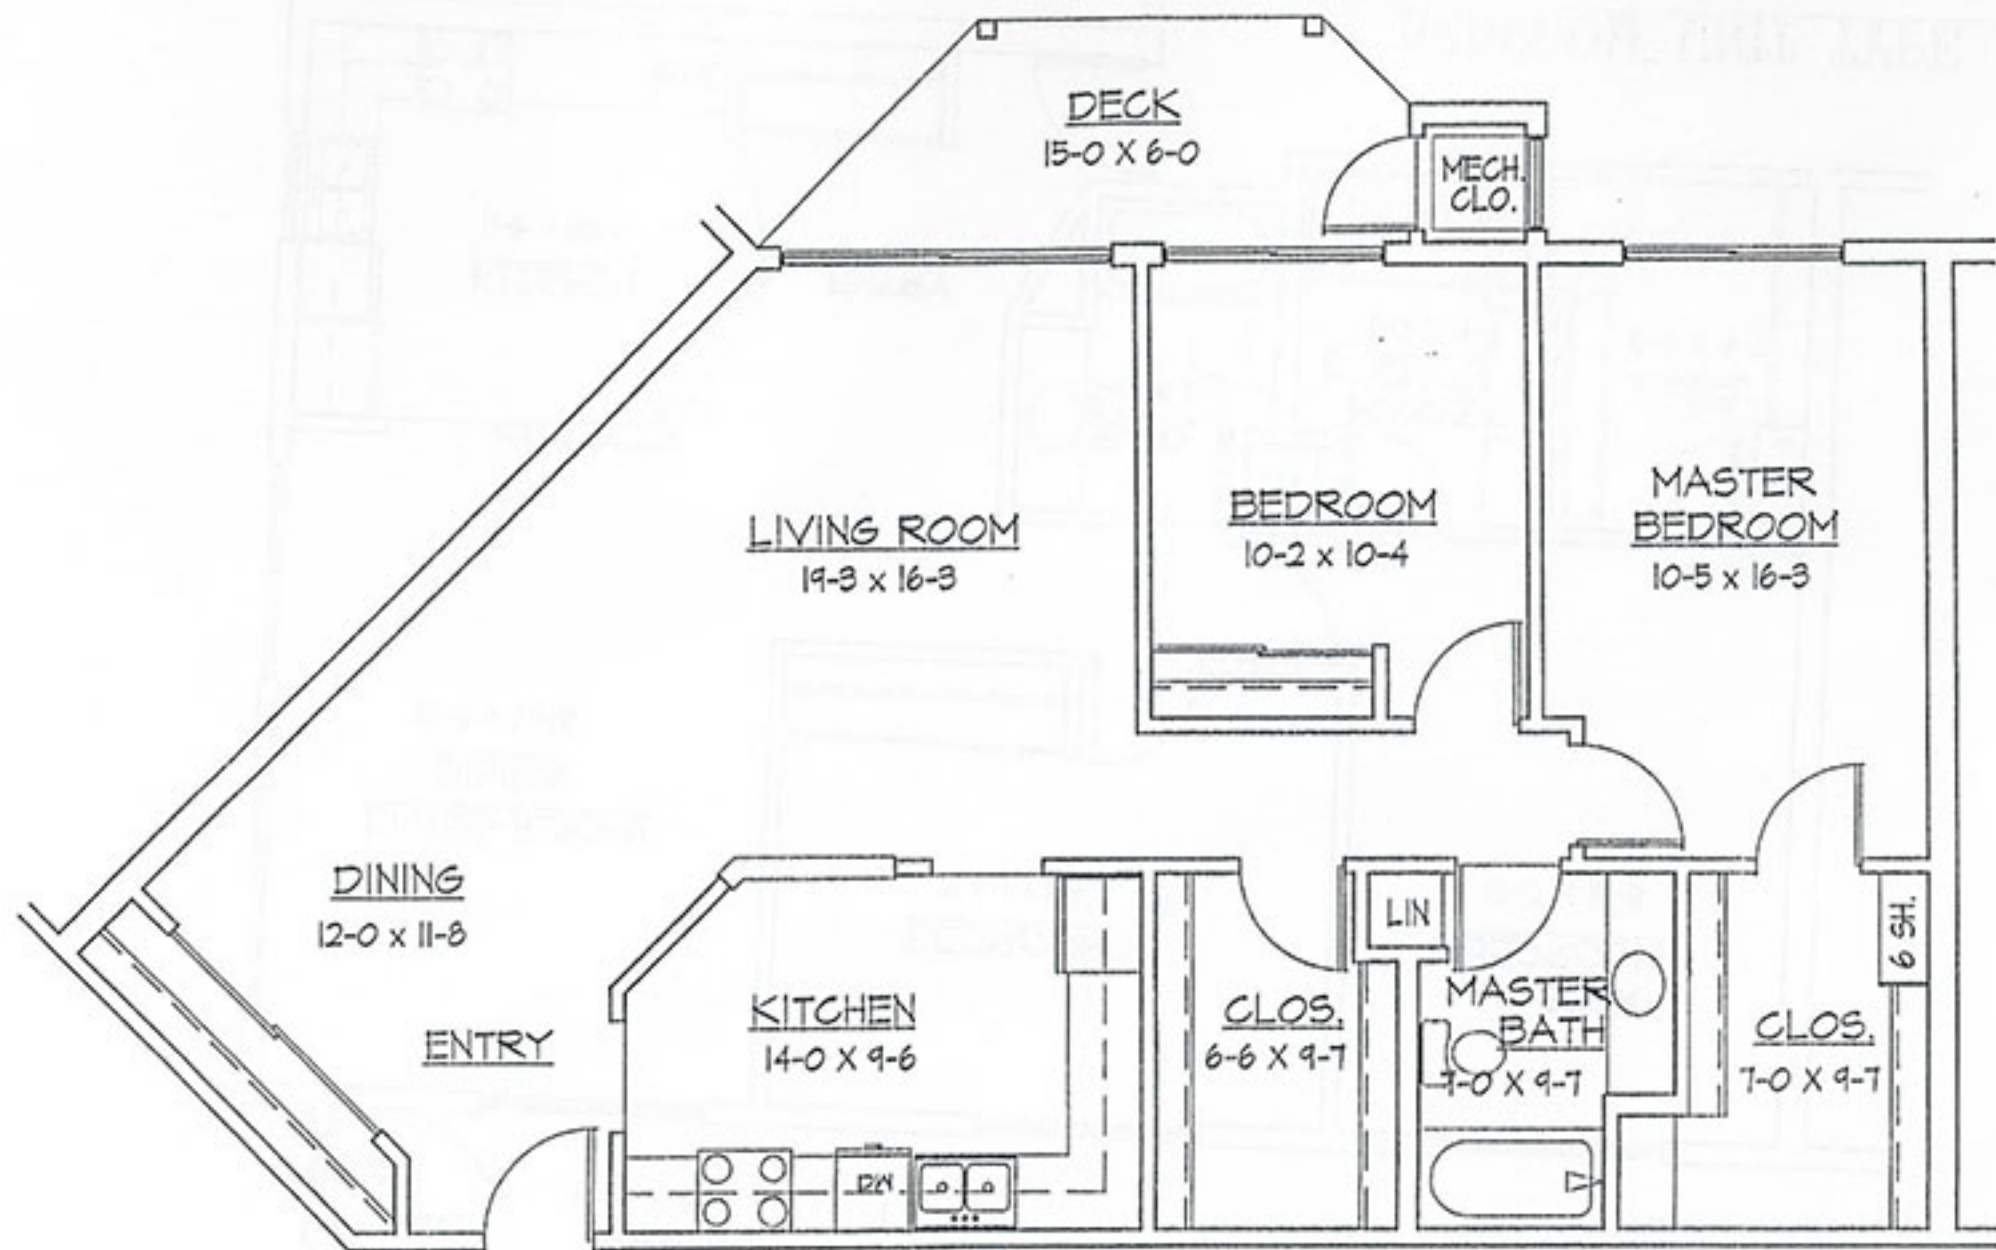 DECK
15-0 X 6-0
MECH.
CLO.
LIVING ROOM
19-3 x 16-3
BEDROOM
10-2 x 10-4
MASTER
BEDROOM
10-5 x 16-3
DINING
12-0 x 11-8
ENTRY
KITCHEN
14-0 X 9-6
DW
CLOS.
6-6 X 9-7
LIN
MASTER
BATH
7-0 X 9-7
CLOS.
7-0 X 9-7
6 SH.